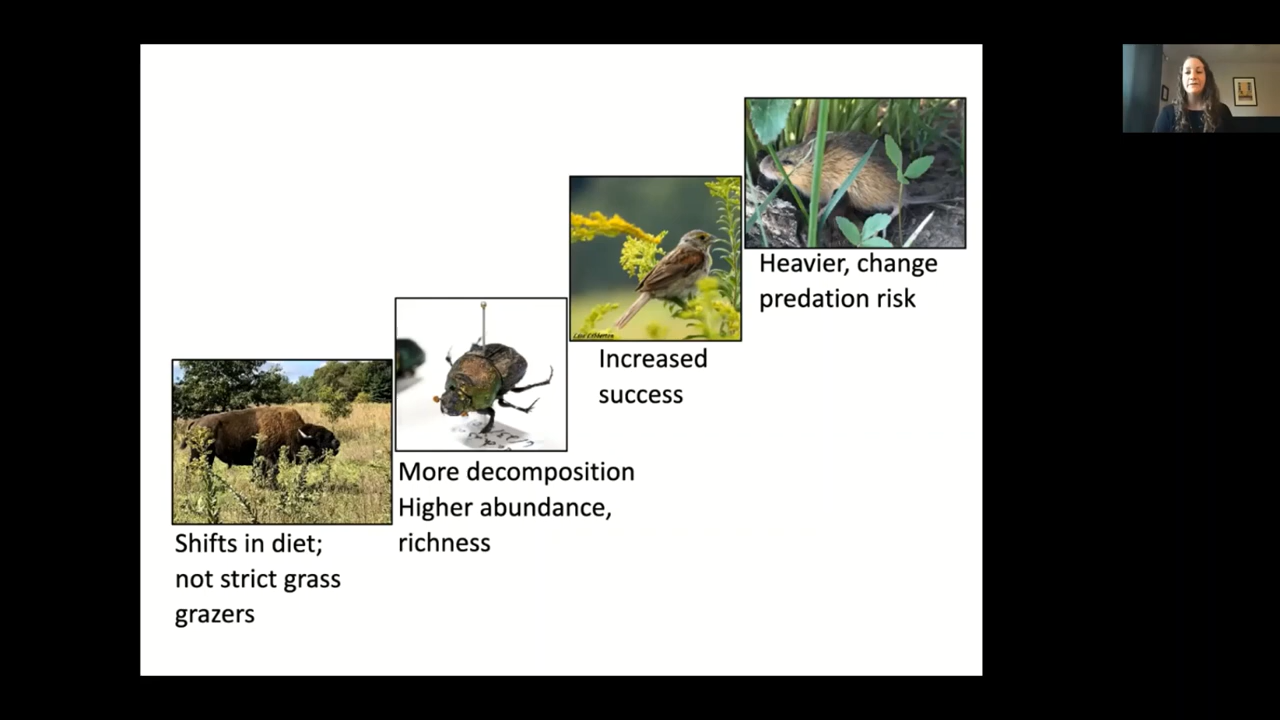 Heavier, change
predation risk
Increased
success
More decomposition
Higher abundance,
richness
Shifts in diet;
not strict grass
grazers